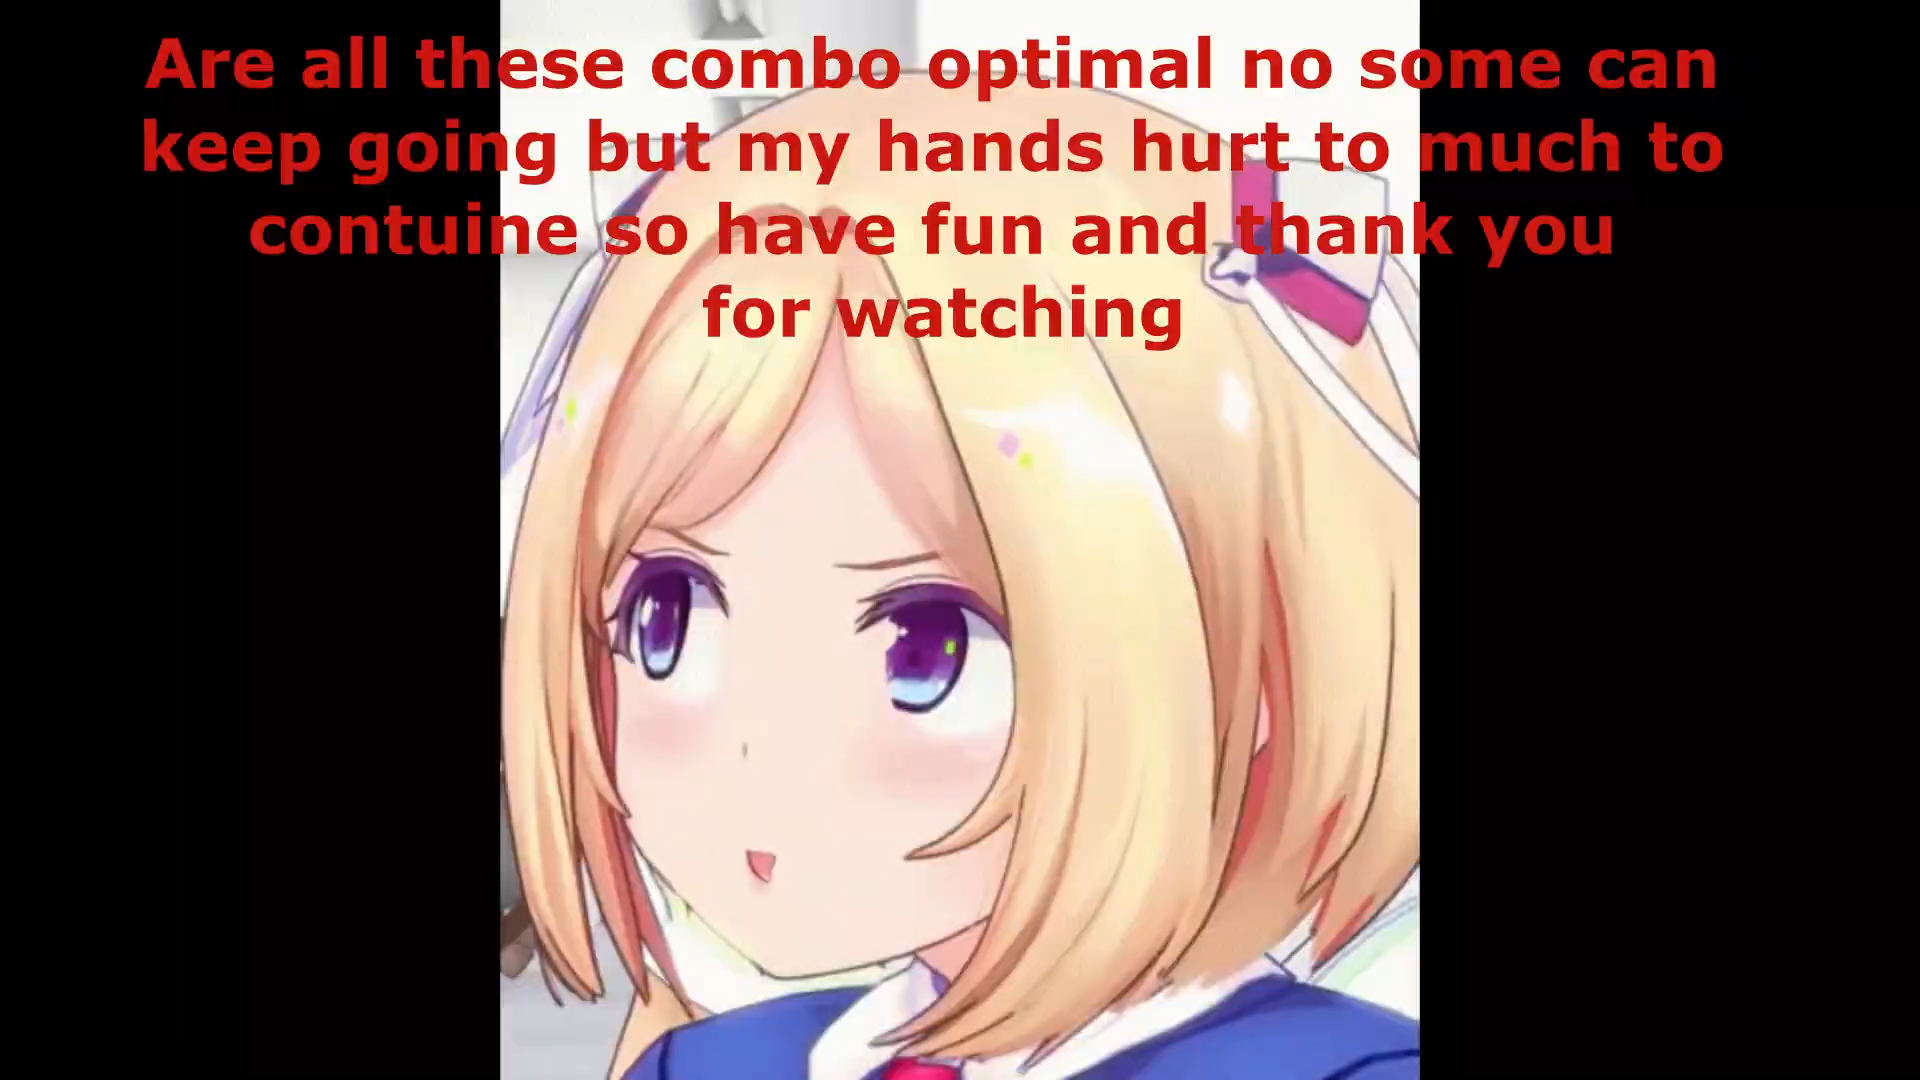 Are all these combo optimal no some can
keep going but my hands hurt to much to
contuine so have fun and thank you
for watching